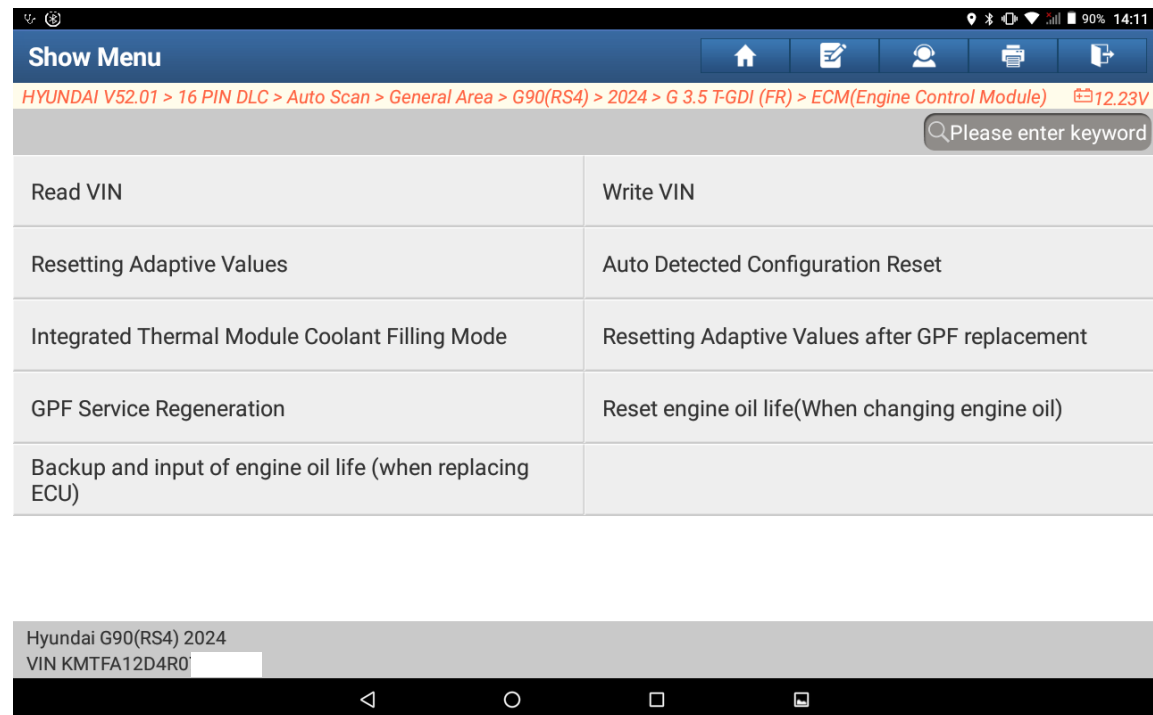 90% 14:11
Show Menu
HYUNDAI V52.01 > 16 PIN DLC > Auto Scan > General Area > G90(RS4) > 2024 > G 3.5 T-GDI (FR) > ECM(Engine Control Module) 12.23V
Please enter keyword
Read VIN
Write VIN
Resetting Adaptive Values
Auto Detected Configuration Reset
Integrated Thermal Module Coolant Filling Mode
Resetting Adaptive Values after GPF replacement
GPF Service Regeneration
Reset engine oil life(When changing engine oil)
Backup and input of engine oil life (when replacing
ECU)
Hyundai G90(RS4) 2024
VIN KMTFA12D4R0